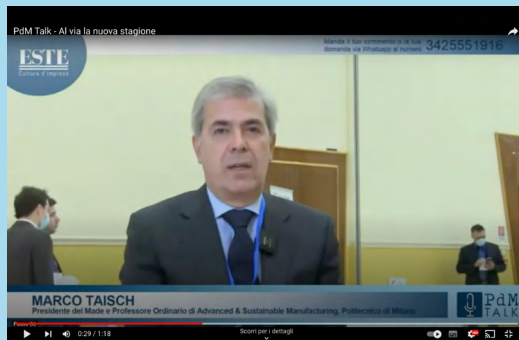 PdM Talk - Al via la nuova stagione
ESTE
Cultura d'impresa
Manda il tuo commento o la tua
domanda via Whatsapp al numero
3425551916
MARCO TAISCH
Presidente del Made e Professore Ordinario di Advanced & Sustainable Manufacturing, Politecnico di Milano
PdM
TALK
0:29 / 1:18
Scorri per i dettagli